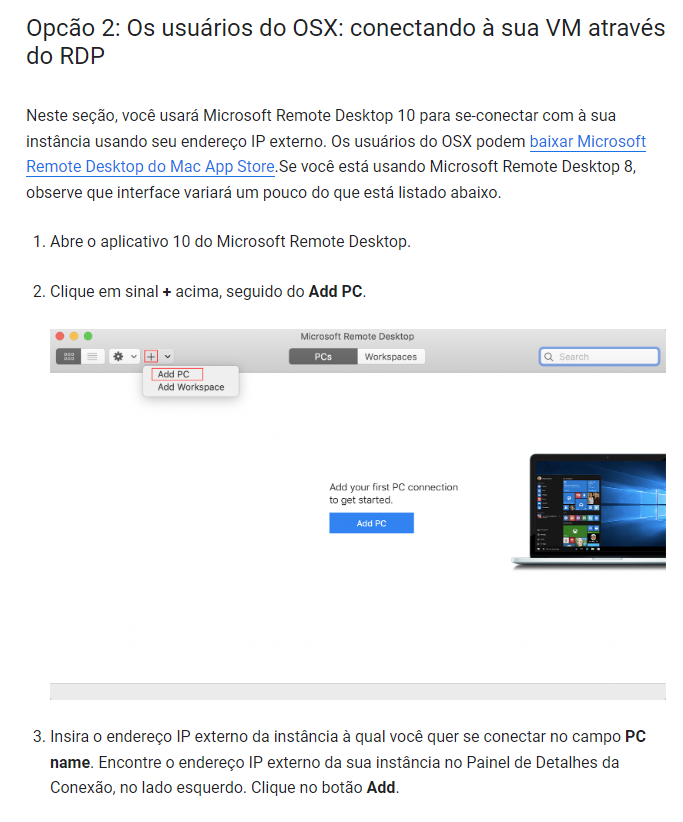 Opcão 2: Os usuários do OSX: conectando à sua VM através
do RDP
Neste seção, você usará Microsoft Remote Desktop 10 para se-conectar com à sua
instância usando seu endereço IP externo. Os usuários do OSX podem baixar Microsoft
Remote Desktop do Mac App Store.Se você está usando Microsoft Remote Desktop 8,
observe que interface variará um pouco do que está listado abaixo.
1. Abre o aplicativo 10 do Microsoft Remote Desktop.
2. Clique em sinal + acima, seguido do Add PC.
Microsoft Remote Desktop
PCs
Workspaces
Search
Add PC
Add Workspace
Add your first PC connection
to get started.
Add PC
3. Insira o endereço IP externo da instância à qual você quer se conectar no campo PC
name. Encontre o endereço IP externo da sua instância no Painel de Detalhes da
Conexão, no lado esquerdo. Clique no botão Add.